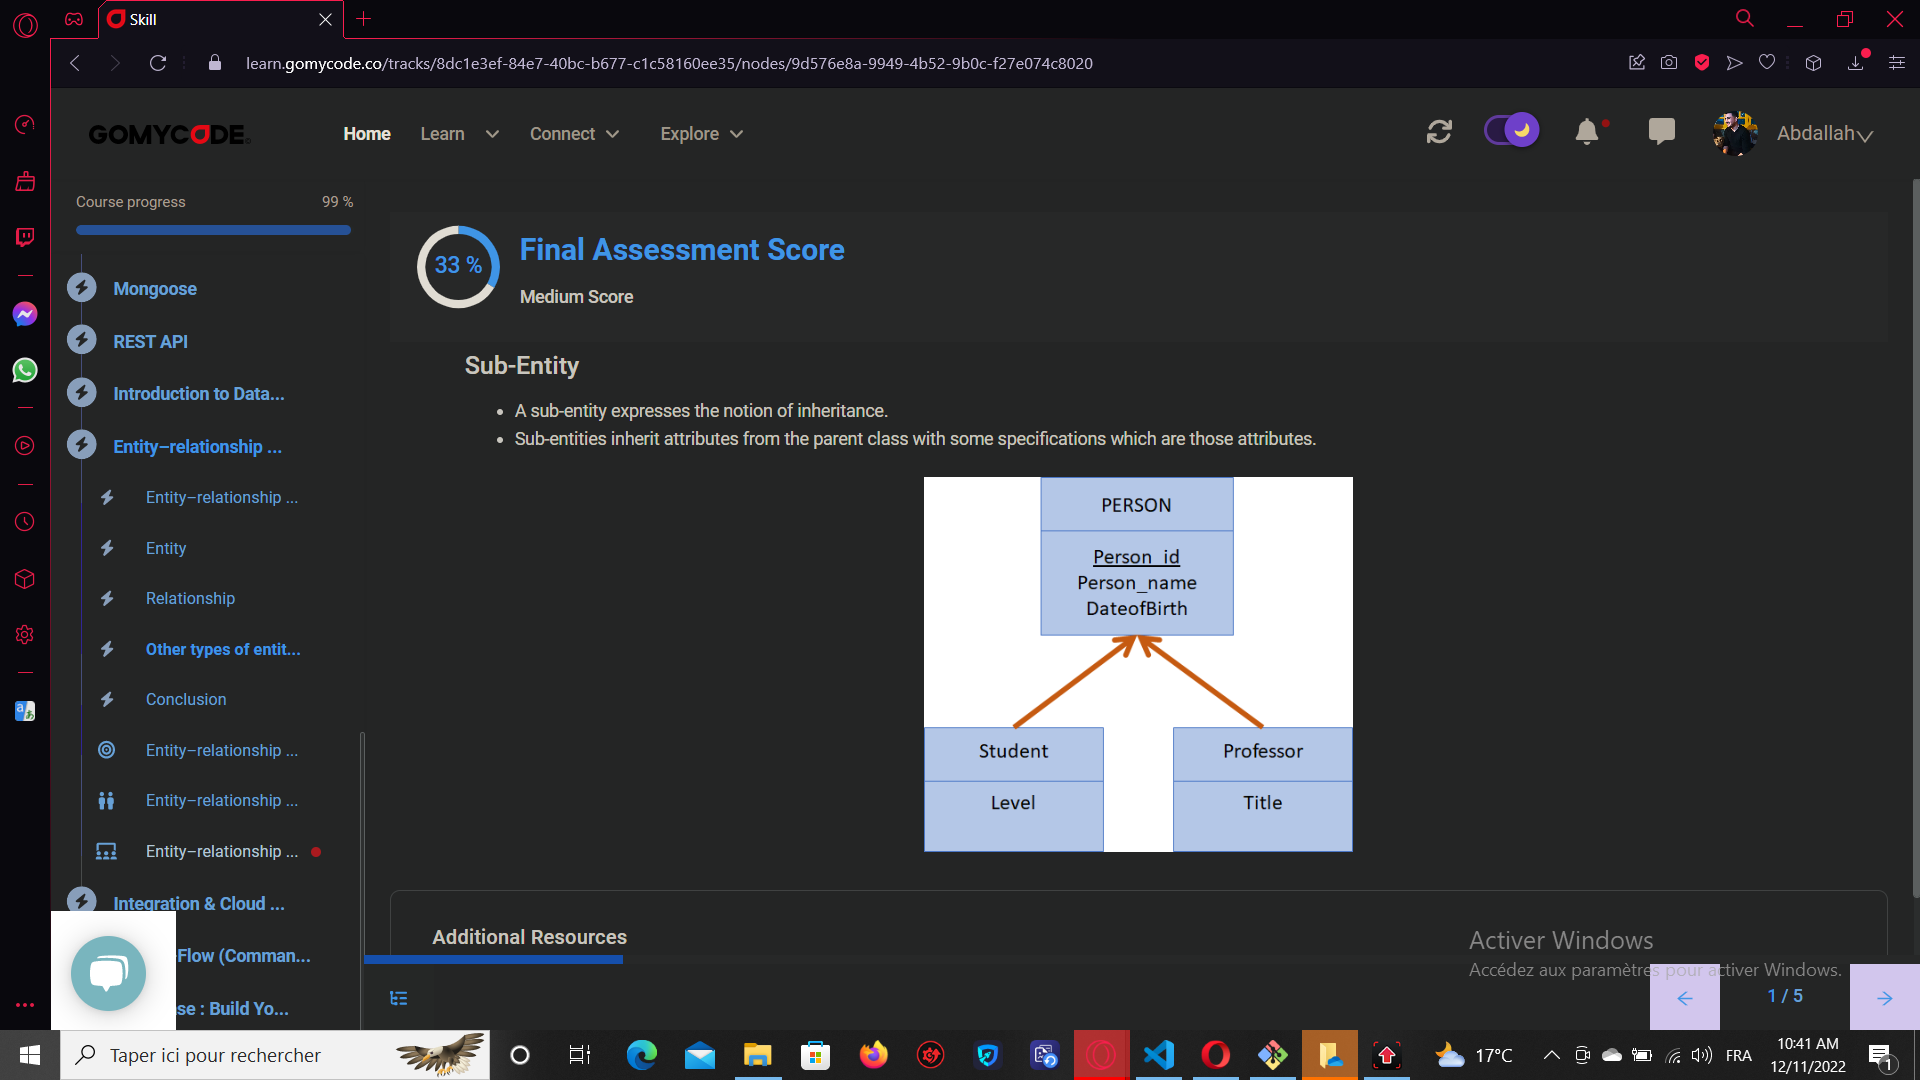 Skill
learn.gomycode.co/tracks/8dc1e3ef-84e7-40bc-b677-c1c58160ee35/nodes/9d576e8a-9949-4b52-9b0c-f27e074c8020
GOMYCODE
Home
Learn
Connect
Explore
Abdallah
Course progress
99 %
Mongoose
REST API
Introduction to Data...
Entity–relationship ...
Entity–relationship ...
Entity
Relationship
Other types of entit...
Conclusion
Entity–relationship ...
Entity–relationship ...
Entity–relationship ...
Integration & Cloud ...
-Flow (Comman...
se : Build Yo...
33 %
Final Assessment Score
Medium Score
Sub-Entity
• A sub-entity expresses the notion of inheritance.
• Sub-entities inherit attributes from the parent class with some specifications which are those attributes.
PERSON
Person_id
Person_name
DateofBirth
Student
Level
Professor
Title
Additional Resources
Activer Windows
Accédez aux paramètres pour activer Windows.
1 / 5
Taper ici pour rechercher
17°C
FRA
10:41 AM
12/11/2022
1